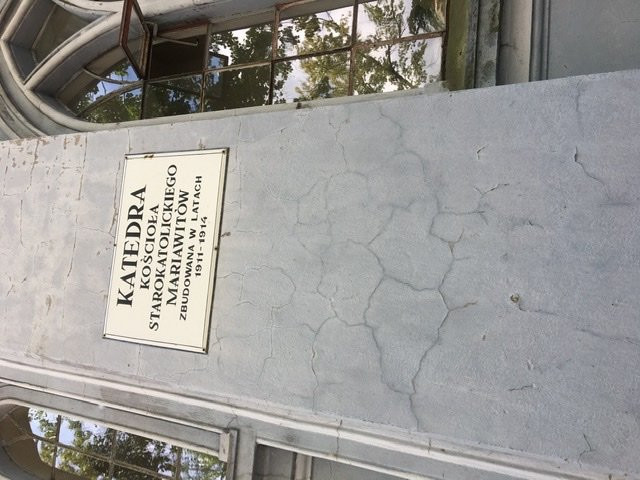 KATEDRA
KOŚCIOŁA
STAROKATOLICKIEGO
MARIAWITÓW
ZBUDOWANA W LATACH
1911-1914